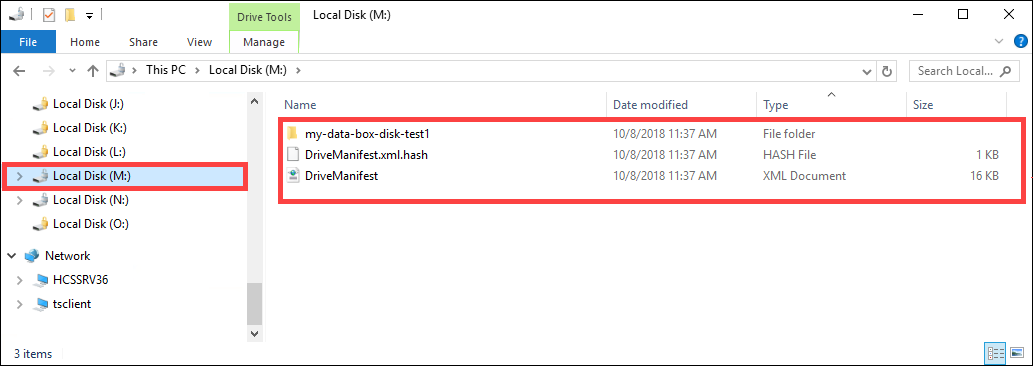 Drive Tools Local Disk (M:)
File Home Share View Manage
This PC Local Disk (M:) Search Local...
Local Disk (J:)
Local Disk (K:)
Local Disk (L:)
Local Disk (M:)
Local Disk (N:)
Local Disk (O:)
Network
HCSSRV36
tsclient
Name Date modified Type Size
my-data-box-disk-test1 10/8/2018 11:37 AM File folder
DriveManifest.xml.hash 10/8/2018 11:37 AM HASH File 1 KB
DriveManifest 10/8/2018 11:37 AM XML Document 16 KB
3 items